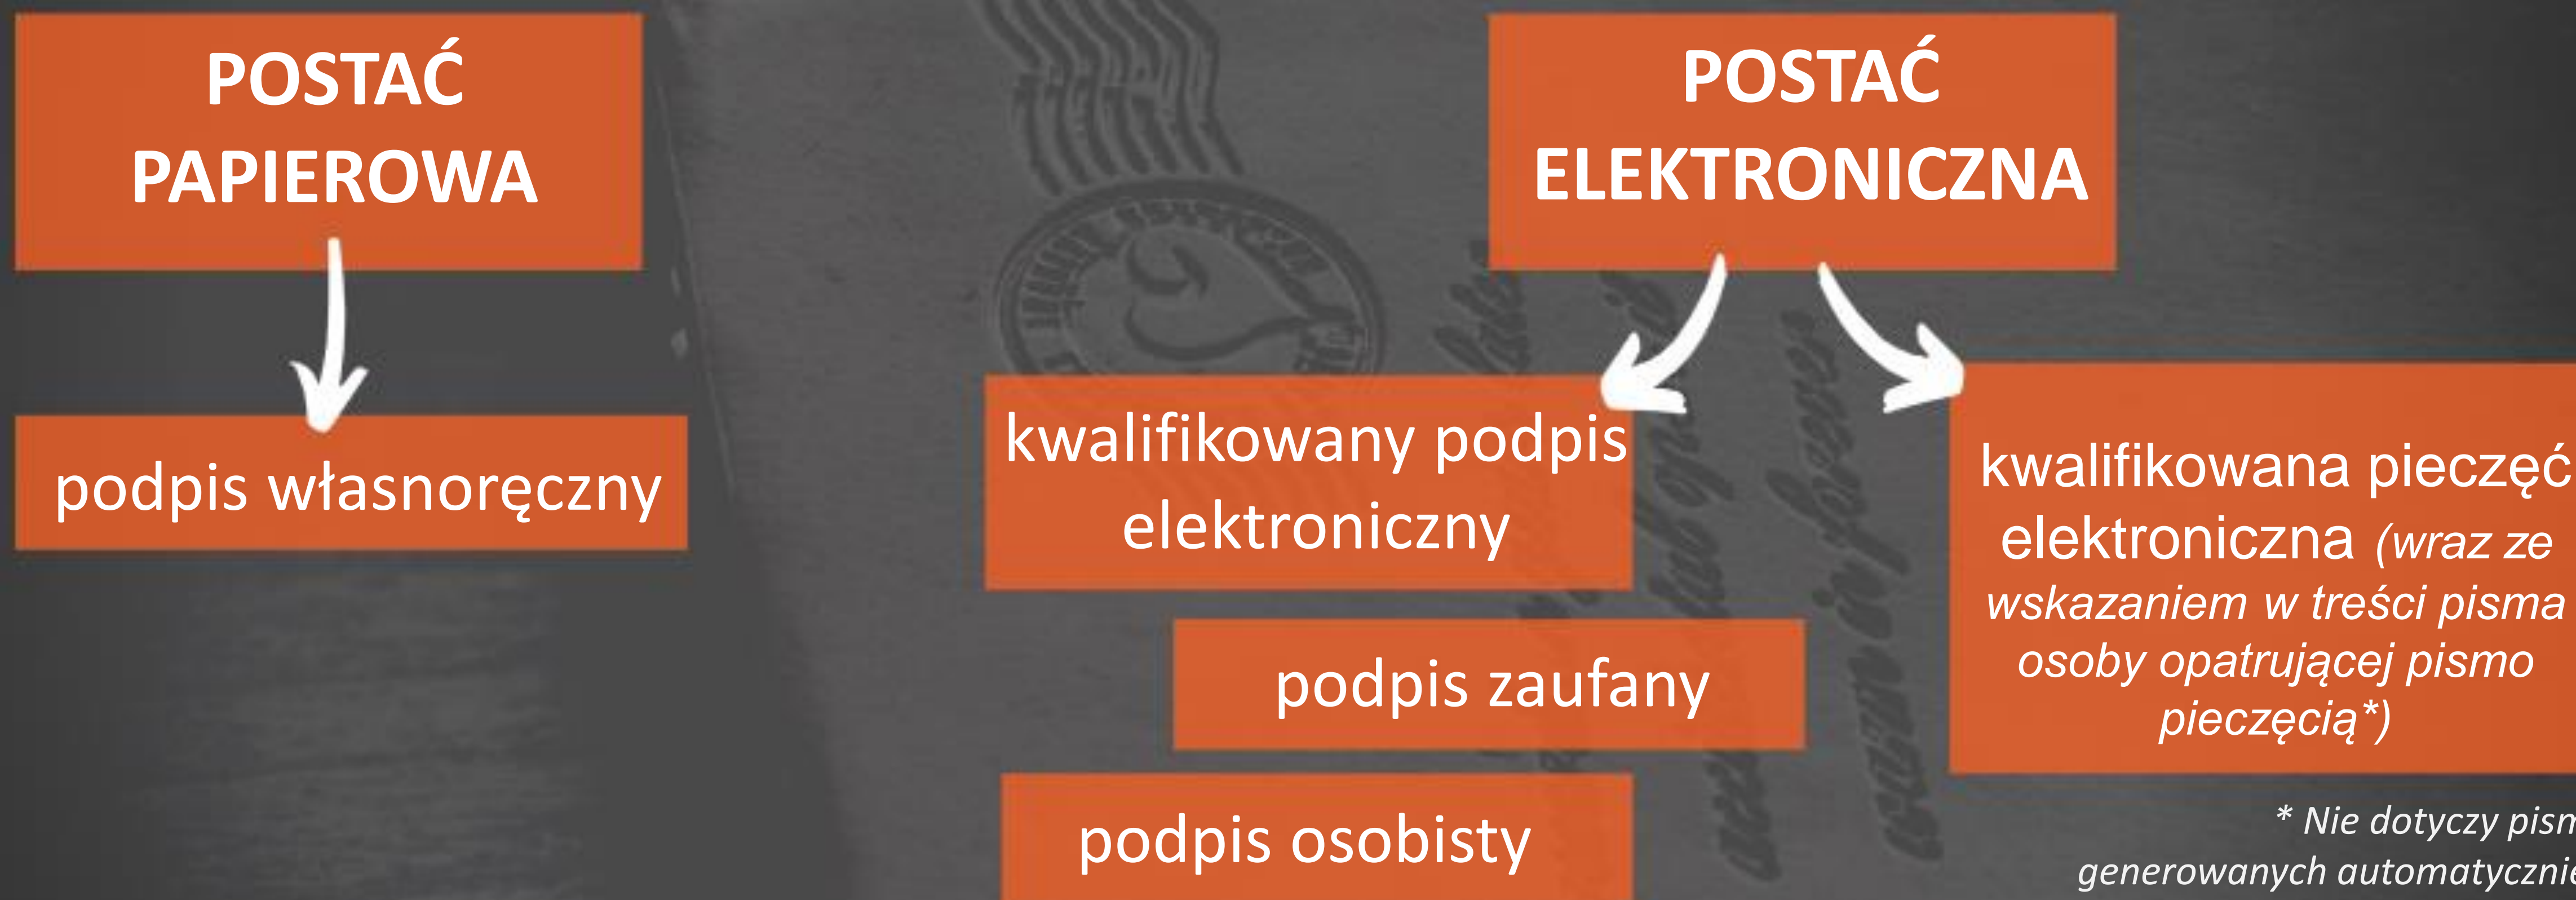 POSTAĆ
PAPIEROWA
podpis własnoręczny
POSTAĆ
ELEKTRONICZNA
kwalifikowany podpis
elektroniczny
podpis zaufany
podpis osobisty
kwalifikowana pieczęć
elektroniczna (wraz ze
wskazaniem w treści pisma
osoby opatrującej pismo
pieczęcią*)
* Nie dotyczy pism
generowanych automatycznie